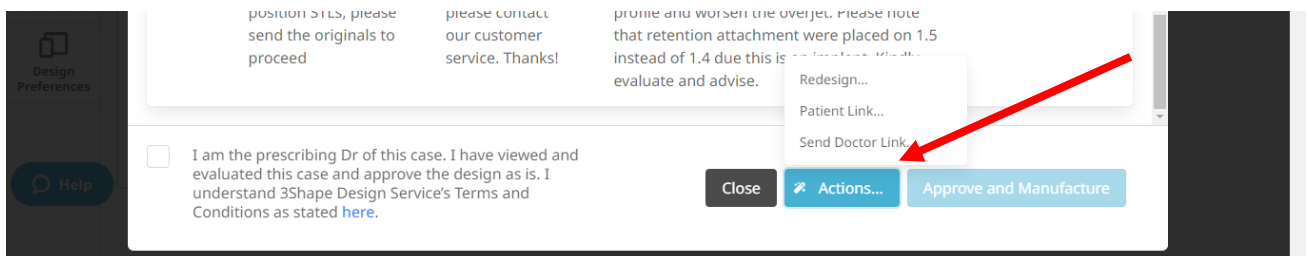 position STLs, please
send the originals to
proceed
please contact
our customer
service. Thanks!
profile and worsen the overjet. Please note
that retention attachment were placed on 1.5
instead of 1.4 due this is an implant. Kindly
evaluate and advise.
Design
Preferences
Redesign...
Patient Link...
Send Doctor Link...
Help
I am the prescribing Dr of this case. I have viewed and
evaluated this case and approve the design as is. I
understand 3Shape Design Service's Terms and
Conditions as stated here.
Close
Actions...
Approve and Manufacture